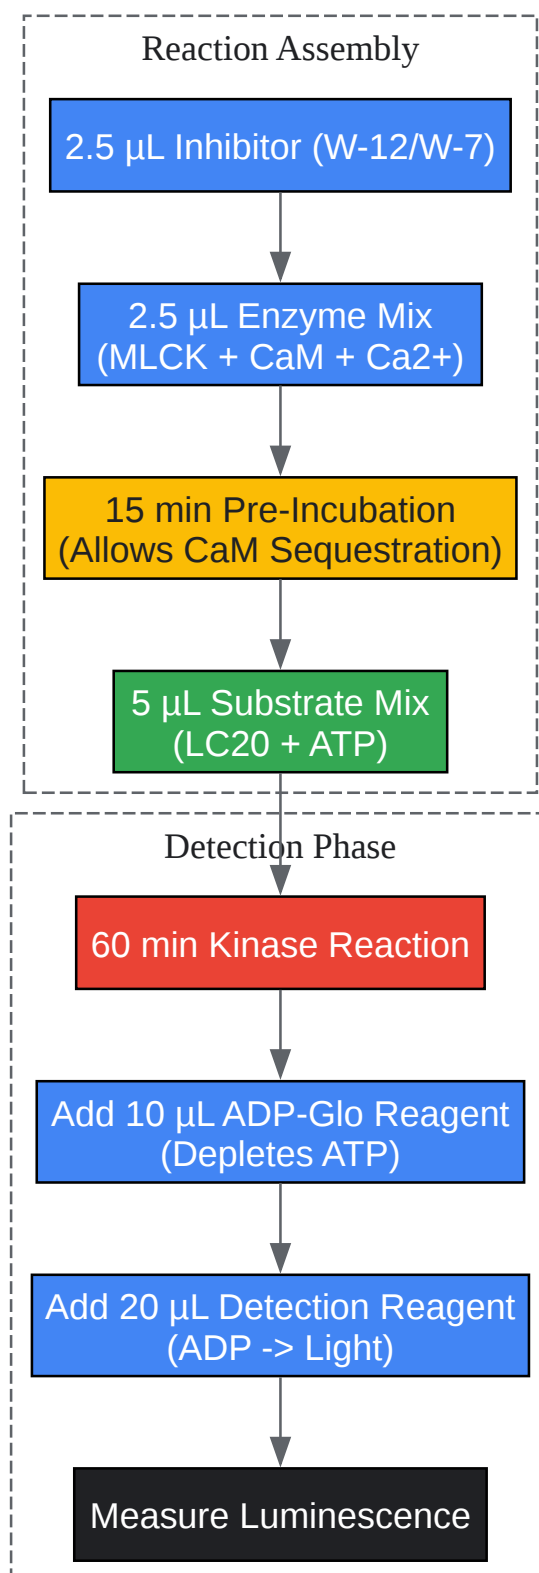 Reaction Assembly
2.5 µL Inhibitor (W-12/W-7)
2.5 µL Enzyme Mix
(MLCK + CaM + Ca2+)
15 min Pre-Incubation
(Allows CaM Sequestration)
5 µL Substrate Mix
(LC20 + ATP)
Detection Phase
60 min Kinase Reaction
Add 10 µL ADP-Glo Reagent
(Depletes ATP)
Add 20 µL Detection Reagent
(ADP -> Light)
Measure Luminescence